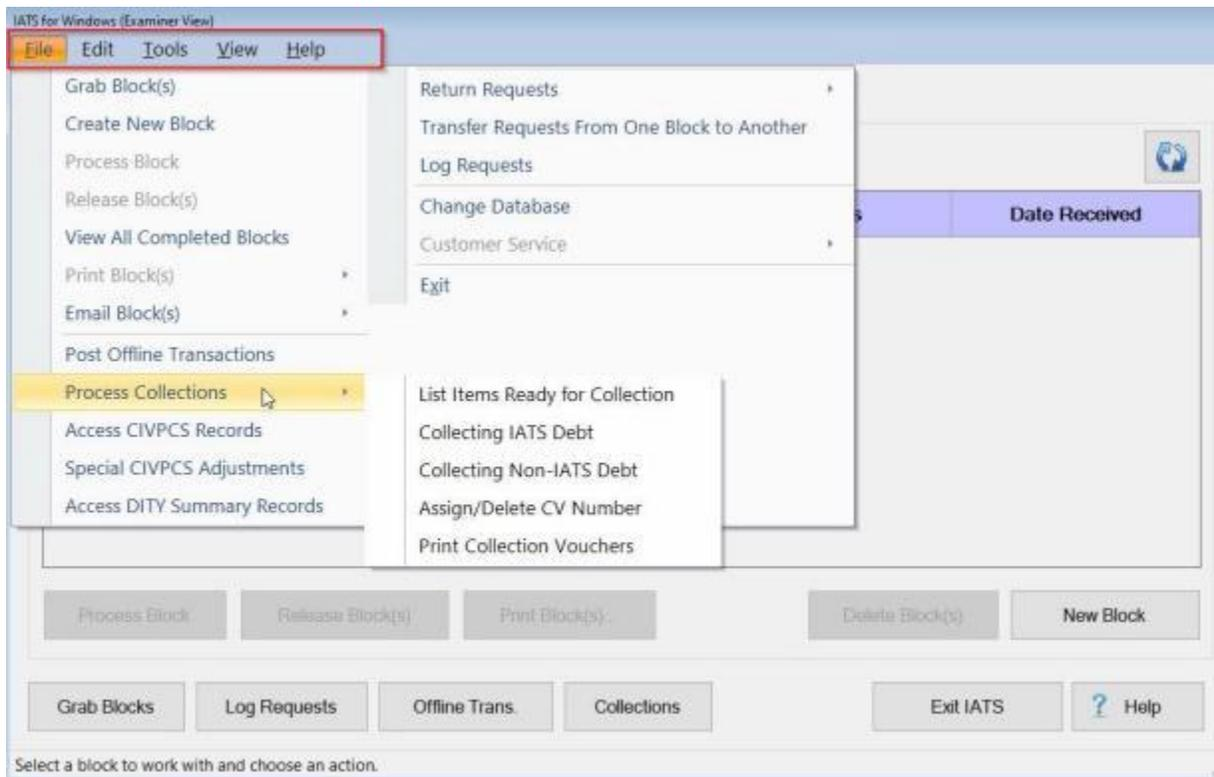 IATS for Windows (Examiner View)
File Edit Tools View Help
Grab Block(s)
Create New Block
Process Block
Release Block(s)
View All Completed Blocks
Print Block(s)
Email Block(s)
Post Offline Transactions
Process Collections
Access CIVPCS Records
Special CIVPCS Adjustments
Access DITY Summary Records
Return Requests
Transfer Requests From One Block to Another
Log Requests
Change Database
Customer Service
Exit
List Items Ready for Collection
Collecting IATS Debt
Collecting Non-IATS Debt
Assign/Delete CV Number
Print Collection Vouchers
s Date Received
Process Block Release Block(s) Print Block(s).. Delete Block(s) New Block
Grab Blocks Log Requests Offline Trans. Collections Exit IATS ? Help
Select a block to work with and choose an action.